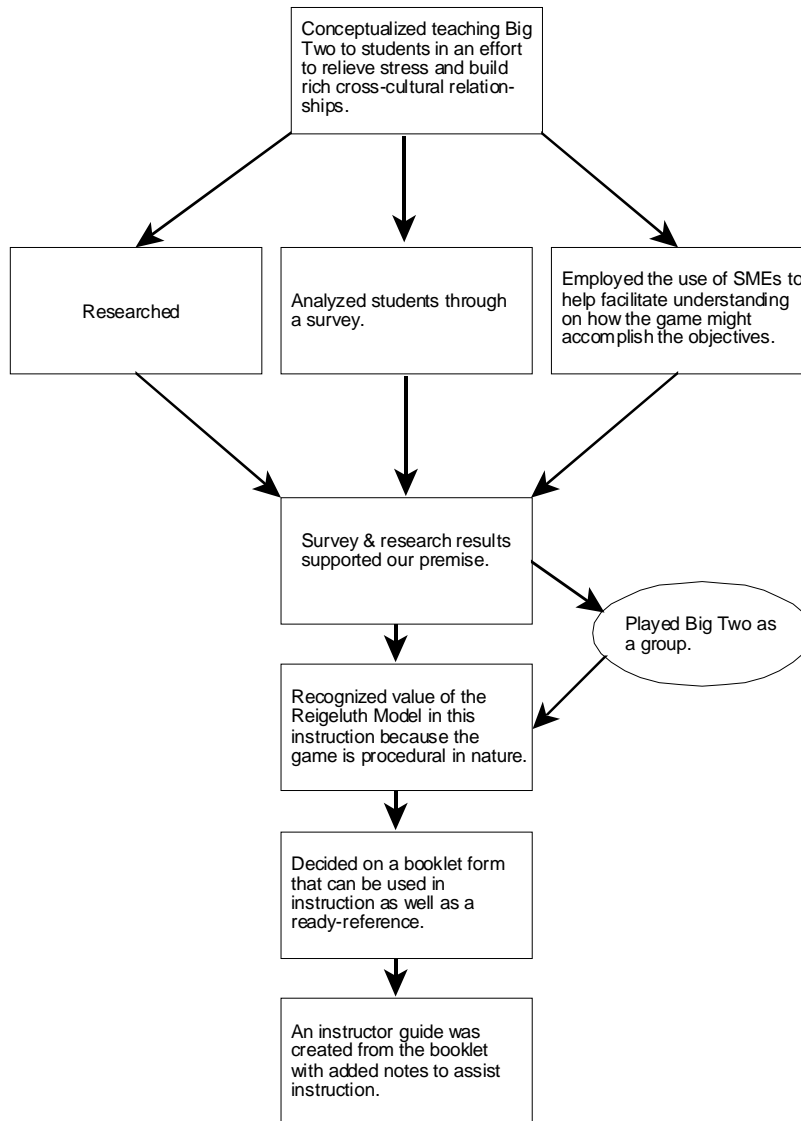 Conceptualized teaching Big
Two to students in an effort
to relieve stress and build
rich cross-cultural relation-
ships.
Researched
Analyzed students through
a survey.
Employed the use of SMEs to
help facilitate understanding
on how the game might
accomplish the objectives.
Survey & research results
supported our premise.
Played Big Two as
a group.
Recognized value of the
Reigeluth Model in this
instruction because the
game is procedural in nature.
Decided on a booklet form
that can be used in
instruction as well as a
ready-reference.
An instructor guide was
created from the booklet
with added notes to assist
instruction.